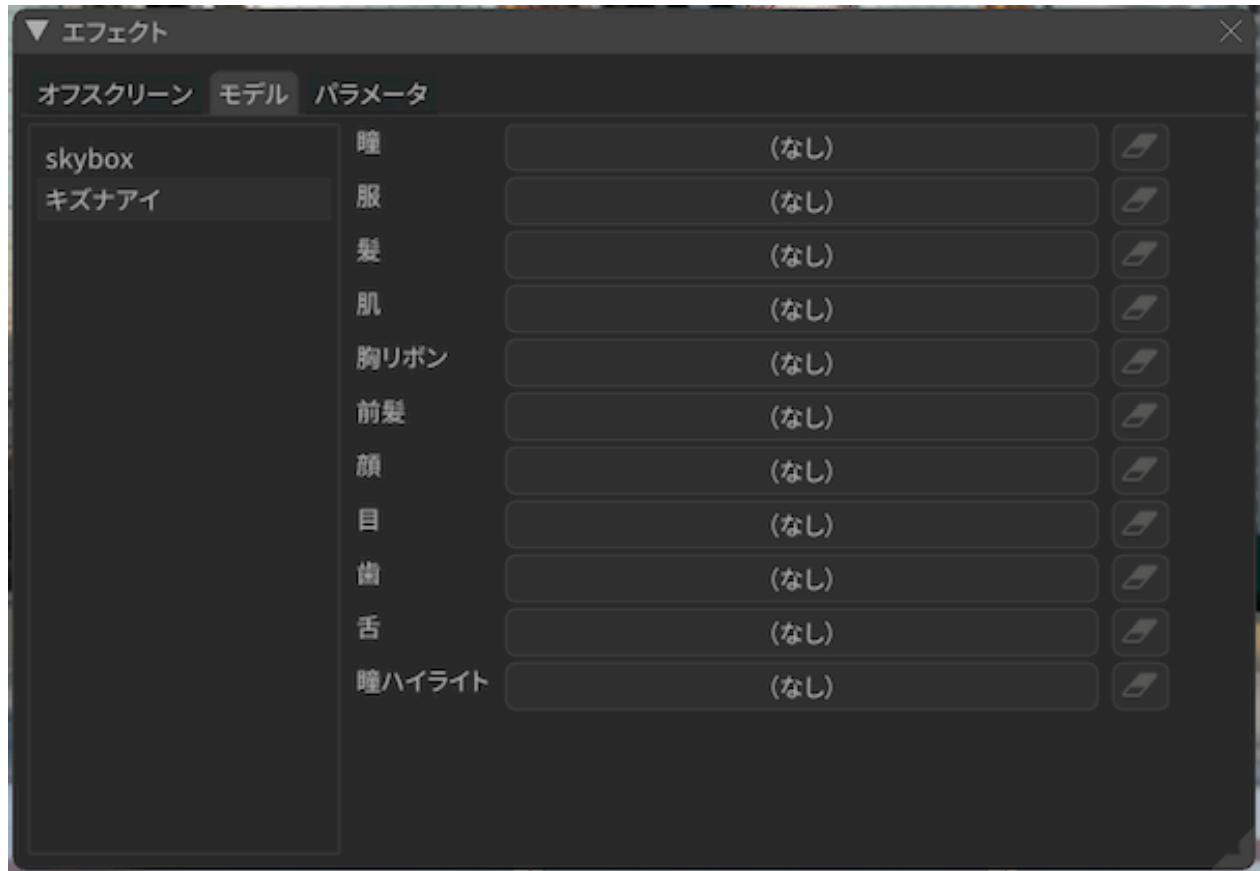 エフェクト
オフスクリーン モデル パラメータ
skybox
キズナアイ
瞳 (なし)
服 (なし)
髪 (なし)
肌 (なし)
胸リボン (なし)
前髪 (なし)
顔 (なし)
目 (なし)
歯 (なし)
舌 (なし)
瞳ハイライト (なし)